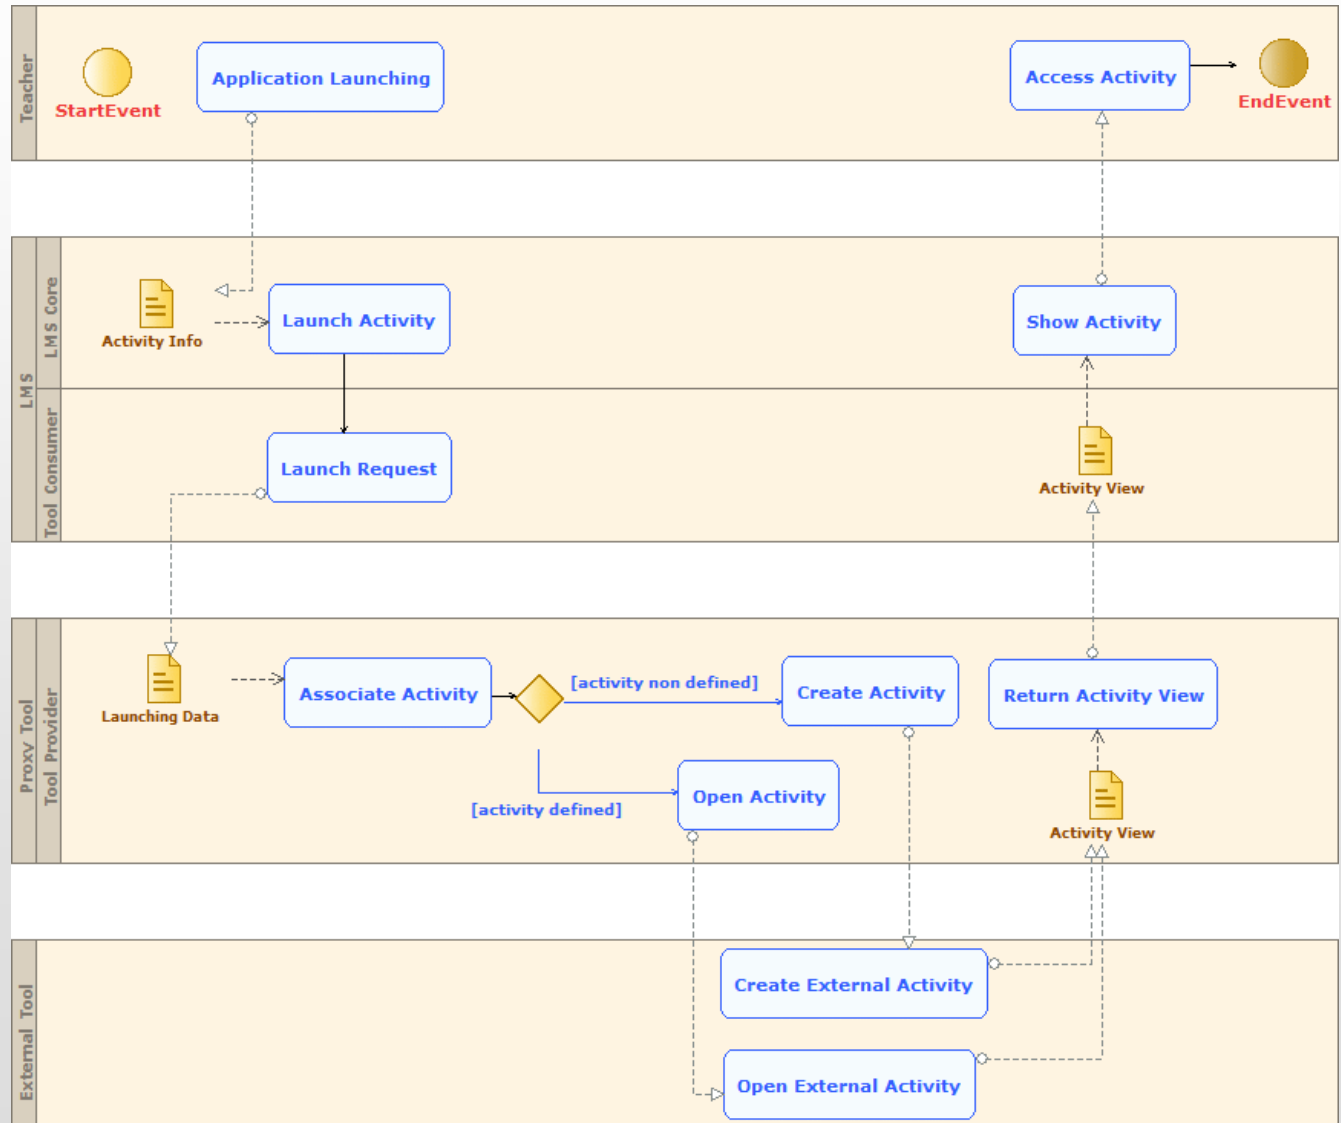 Teacher
StartEvent
Application Launching
Access Activity
EndEvent
LMS
LMS Core
Activity Info
Launch Activity
Show Activity
Tool Consumer
Launch Request
Activity View
Proxy Tool
Tool Provider
Launching Data
Associate Activity
[activity non defined]
Create Activity
Return Activity View
[activity defined]
Open Activity
Activity View
External Tool
Create External Activity
Open External Activity